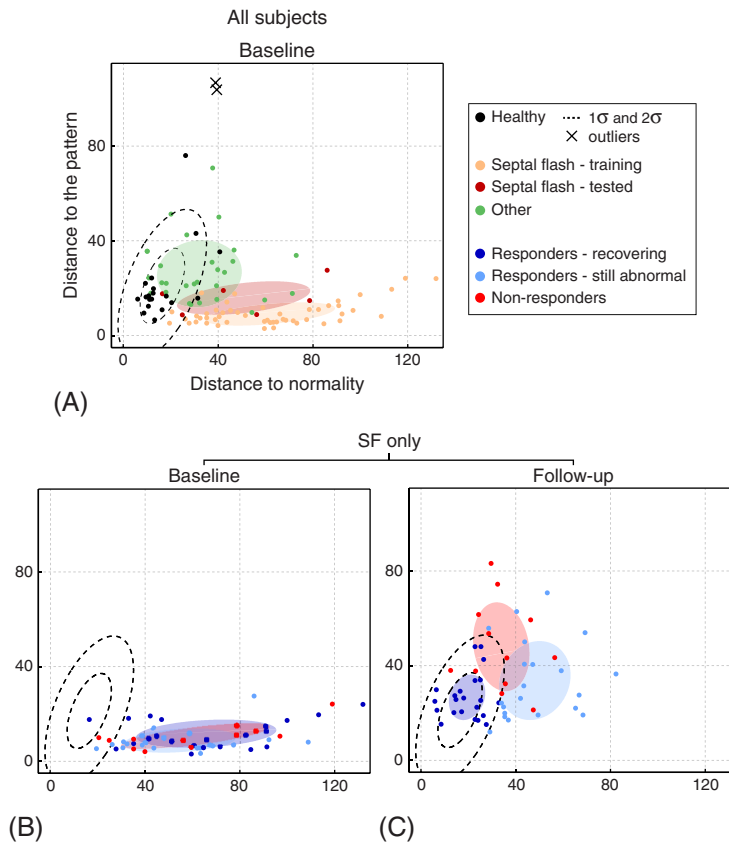 All subjects
Baseline
Distance to the pattern
80
40
0
0
40
80
120
Distance to normality
(A)
Healthy
1σ and 2σ
outliers
Septal flash - training
Septal flash - tested
Other
Responders - recovering
Responders - still abnormal
Non-responders
SF only
Baseline
80
40
0
0
40
80
120
(B)
Follow-up
80
40
0
0
40
80
120
(C)